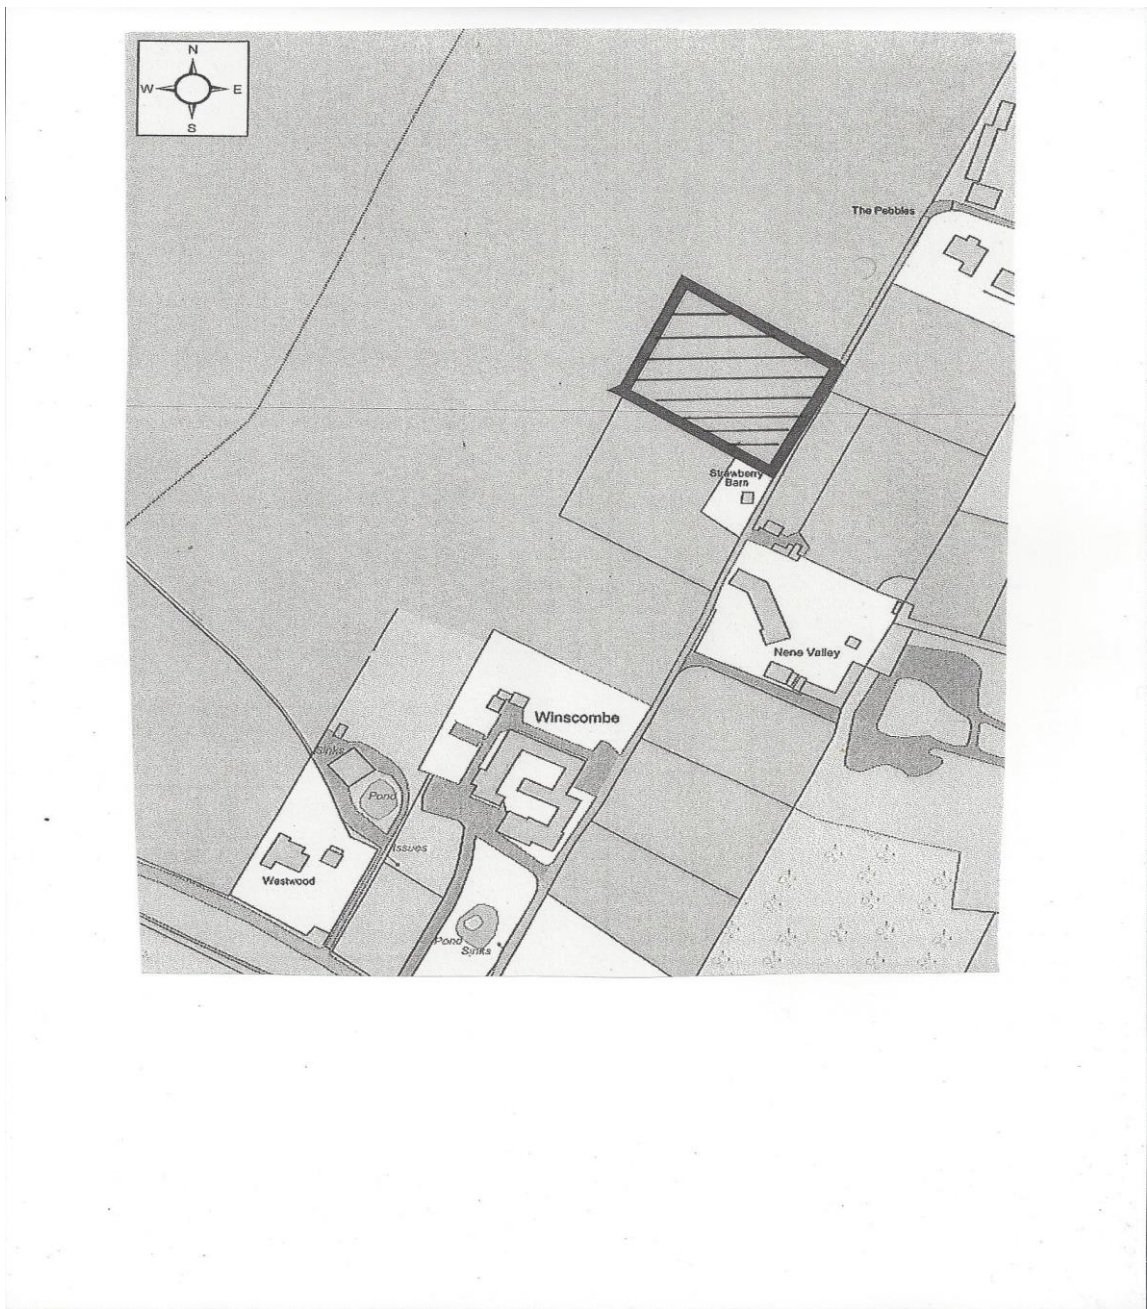 N
W E
S
The Pebbles
Strawberry
Barn
Nene Valley
Winscombe
Sinks
Pond
Issues
Westwood
Pond
Sinks